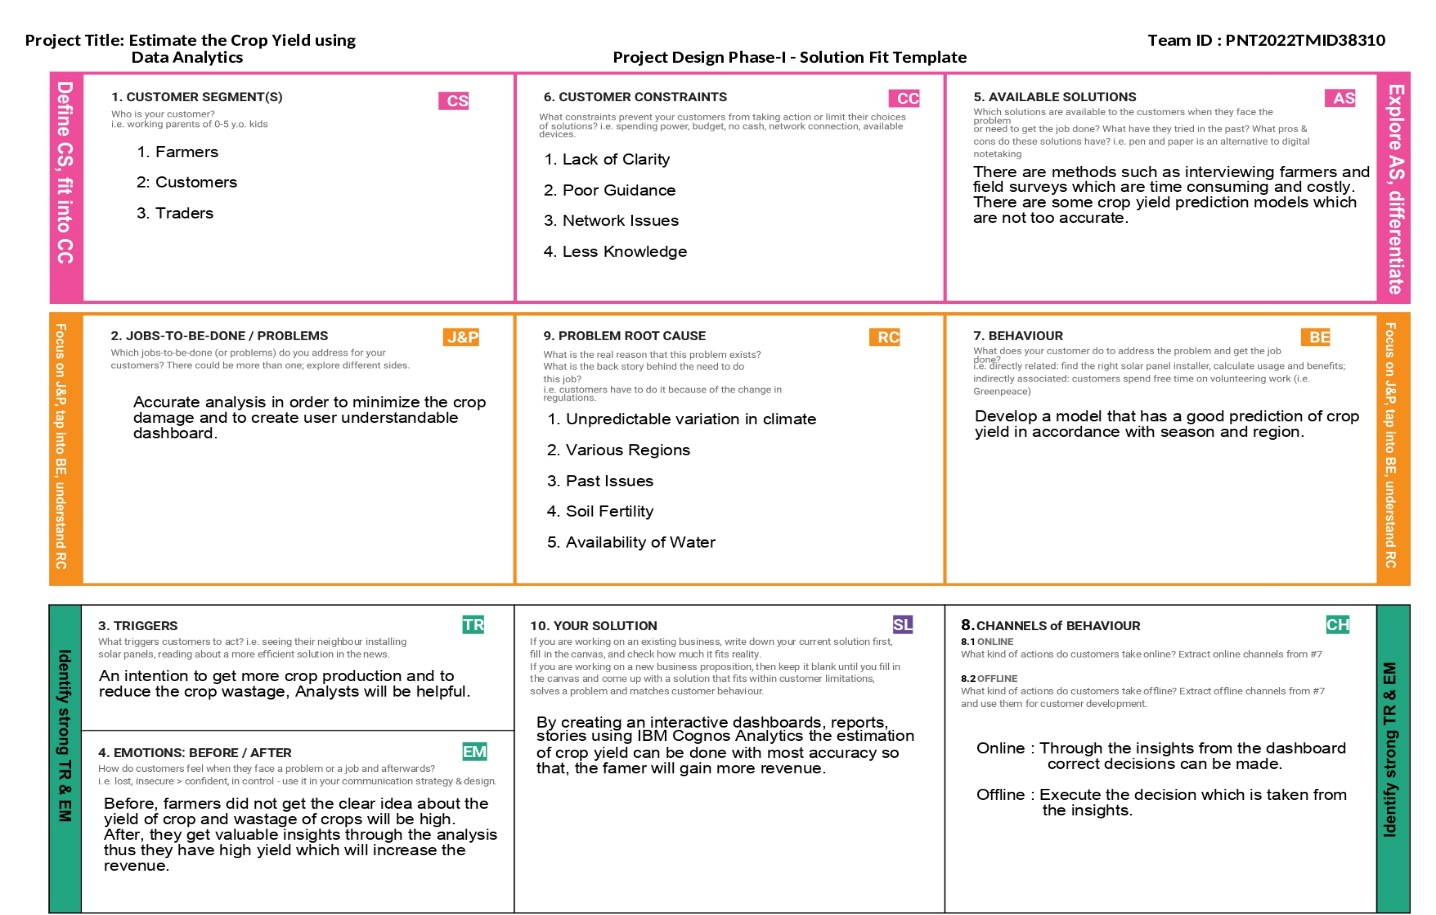 Project Title: Estimate the Crop Yield using
Data Analytics
Project Design Phase-I - Solution Fit Template
Team ID : PNT2022TMID38310
Define CS, fit into CC
1. CUSTOMER SEGMENT(S)
CS
Who is your customer?
i.e. working parents of 0-5 y.o. kids
1. Farmers
2: Customers
3. Traders
6. CUSTOMER CONSTRAINTS
CC
What constraints prevent your customers from taking action or limit their choices
of solutions? i.e. spending power, budget, no cash, network connection, available
devices.
1. Lack of Clarity
2. Poor Guidance
3. Network Issues
4. Less Knowledge
5. AVAILABLE SOLUTIONS
AS
Which solutions are available to the customers when they face the
problem
or need to get the job done? What have they tried in the past? What pros &
cons do these solutions have? i.e. pen and paper is an alternative to digital
notetaking
There are methods such as interviewing farmers and
field surveys which are time consuming and costly.
There are some crop yield prediction models which
are not too accurate.
Explore AS, differentiate
Focus on J&P, tap into BE, understand RC
2. JOBS-TO-BE-DONE / PROBLEMS
J&P
Which jobs-to-be-done (or problems) do you address for your
customers? There could be more than one; explore different sides.
Accurate analysis in order to minimize the crop
damage and to create user understandable
dashboard.
9. PROBLEM ROOT CAUSE
RC
What is the real reason that this problem exists?
What is the back story behind the need to do
this job?
i.e. customers have to do it because of the change in
regulations.
1. Unpredictable variation in climate
2. Various Regions
3. Past Issues
4. Soil Fertility
5. Availability of Water
7. BEHAVIOUR
BE
What does your customer do to address the problem and get the job
done?
i.e. directly related: find the right solar panel installer, calculate usage and benefits;
indirectly associated: customers spend free time on volunteering work (i.e.
Greenpeace)
Develop a model that has a good prediction of crop
yield in accordance with season and region.
Focus on J&P, tap into BE, understand RC
Identify strong TR & EM
3. TRIGGERS
TR
What triggers customers to act? i.e. seeing their neighbour installing
solar panels, reading about a more efficient solution in the news.
An intention to get more crop production and to
reduce the crop wastage, Analysts will be helpful.
4. EMOTIONS: BEFORE / AFTER
EM
How do customers feel when they face a problem or a job and afterwards?
i.e. lost, insecure > confident, in control - use it in your communication strategy & design.
Before, farmers did not get the clear idea about the
yield of crop and wastage of crops will be high.
After, they get valuable insights through the analysis
thus they have high yield which will increase the
revenue.
10. YOUR SOLUTION
SL
If you are working on an existing business, write down your current solution first,
fill in the canvas, and check how much it fits reality.
If you are working on a new business proposition, then keep it blank until you fill in
the canvas and come up with a solution that fits within customer limitations,
solves a problem and matches customer behaviour.
By creating an interactive dashboards, reports,
stories using IBM Cognos Analytics the estimation
of crop yield can be done with most accuracy so
that, the famer will gain more revenue.
8.CHANNELS of BEHAVIOUR
CH
8.1 ONLINE
What kind of actions do customers take online? Extract online channels from #7
8.2 OFFLINE
What kind of actions do customers take offline? Extract offline channels from #7
and use them for customer development.
Online : Through the insights from the dashboard
correct decisions can be made.
Offline : Execute the decision which is taken from
the insights.
Identify strong TR & EM